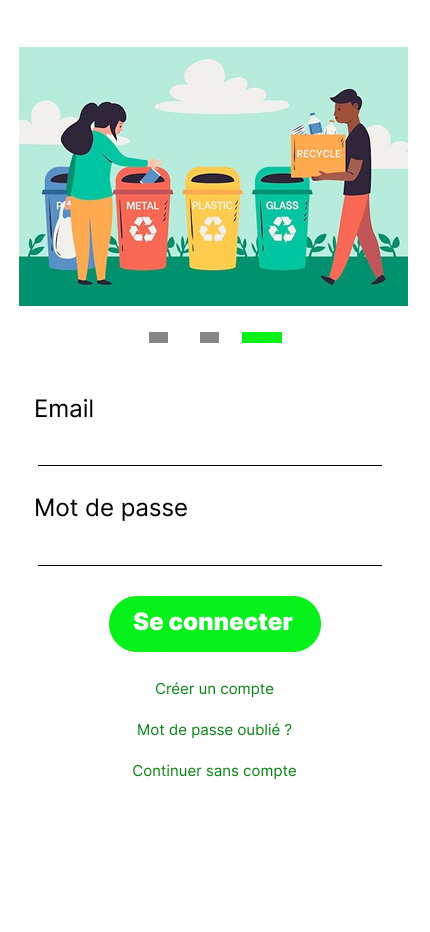 RECYCLE
METAL
PLASTIC
GLASS
Email
Mot de passe
Se connecter
Créer un compte
Mot de passe oublié ?
Continuer sans compte